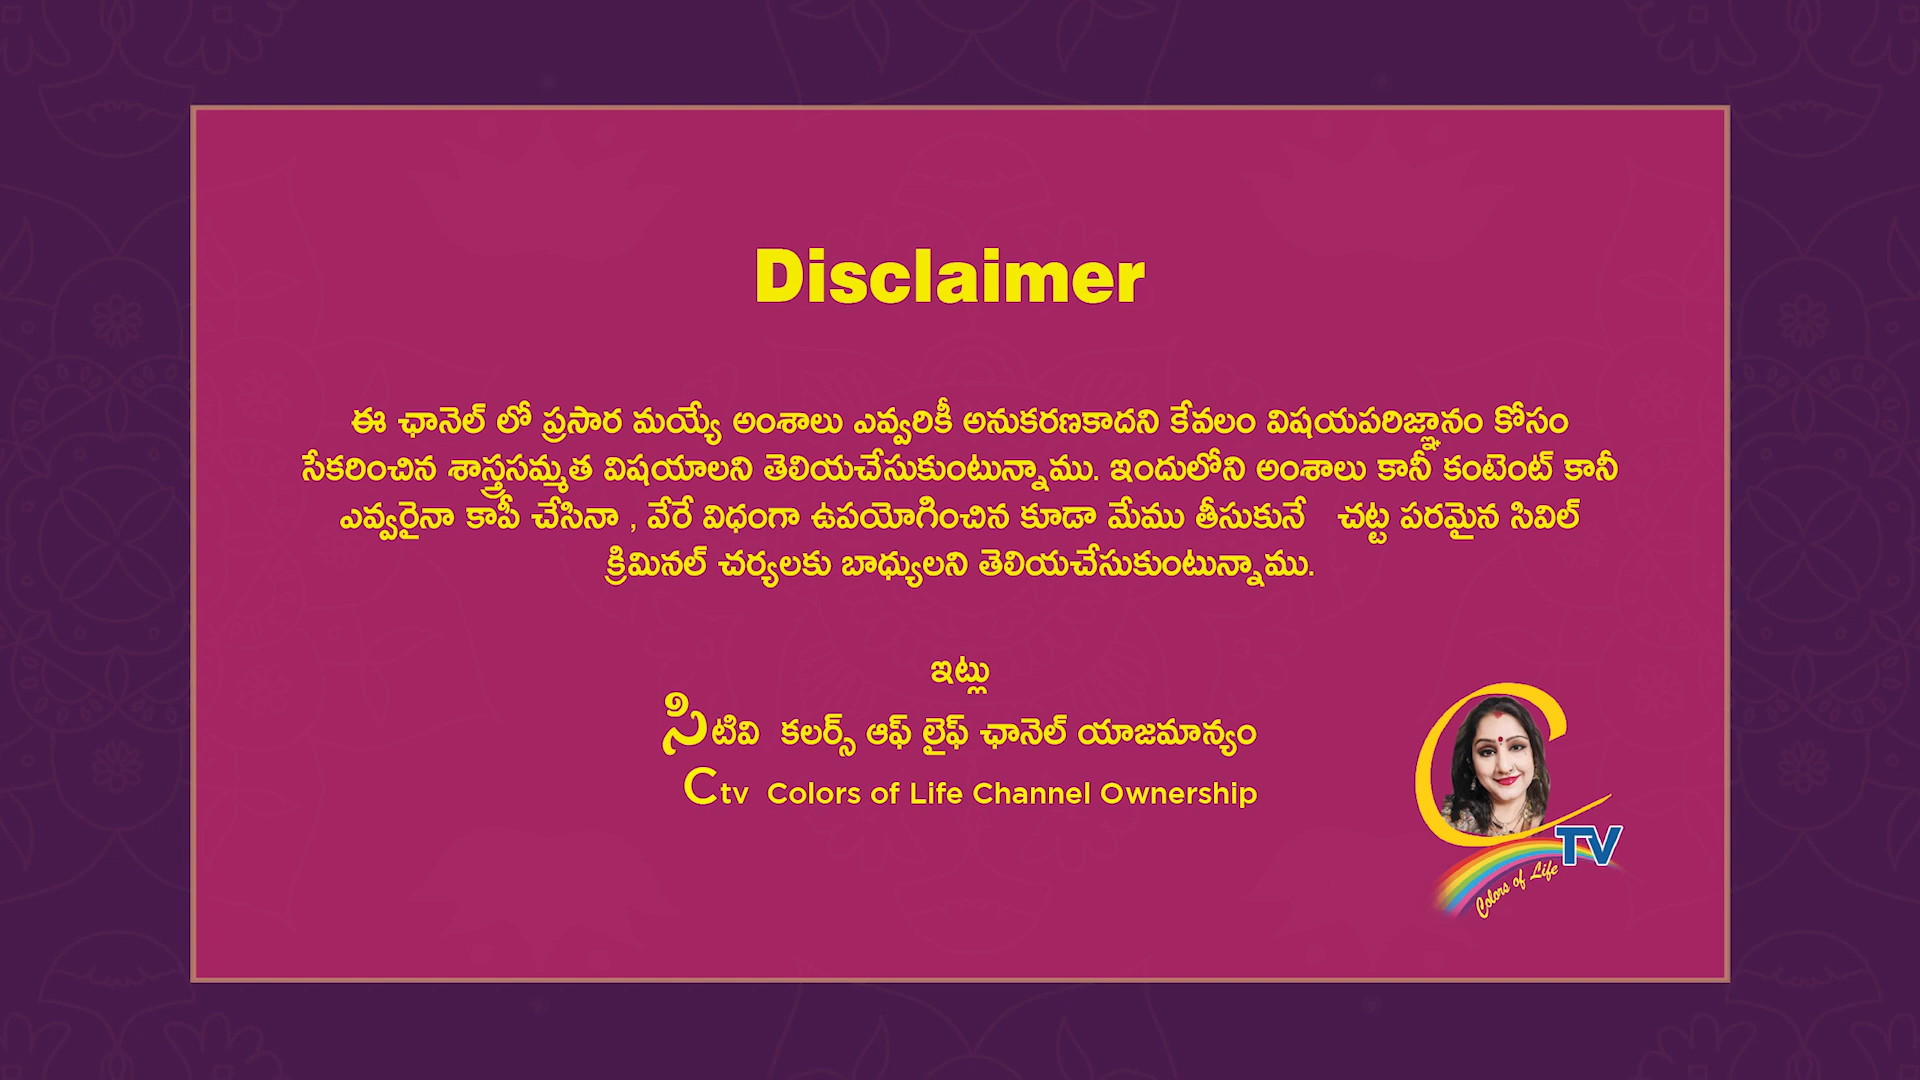 Disclaimer
ఈ ఛానెల్ లో ప్రసార మయ్యే అంశాలు ఎవ్వరికీ అనుకరణకాదని కేవలం విషయపరిజ్ఞానం కోసం
సేకరించిన శాస్త్రసమ్మత విషయాలని తెలియచేసుకుంటున్నాము. ఇందులోని అంశాలు కానీ కంటెంట్ కానీ
ఎవ్వరైనా కాపీ చేసినా , వేరే విధంగా ఉపయోగించిన కూడా మేము తీసుకునే చట్ట పరమైన సివిల్
క్రిమినల్ చర్యలకు బాధ్యులని తెలియచేసుకుంటున్నాము.
ఇట్లు
సిటివి కలర్స్ ఆఫ్ లైఫ్ ఛానెల్ యాజమాన్యం
Ctv Colors of Life Channel Ownership
C TV
Colors of Life